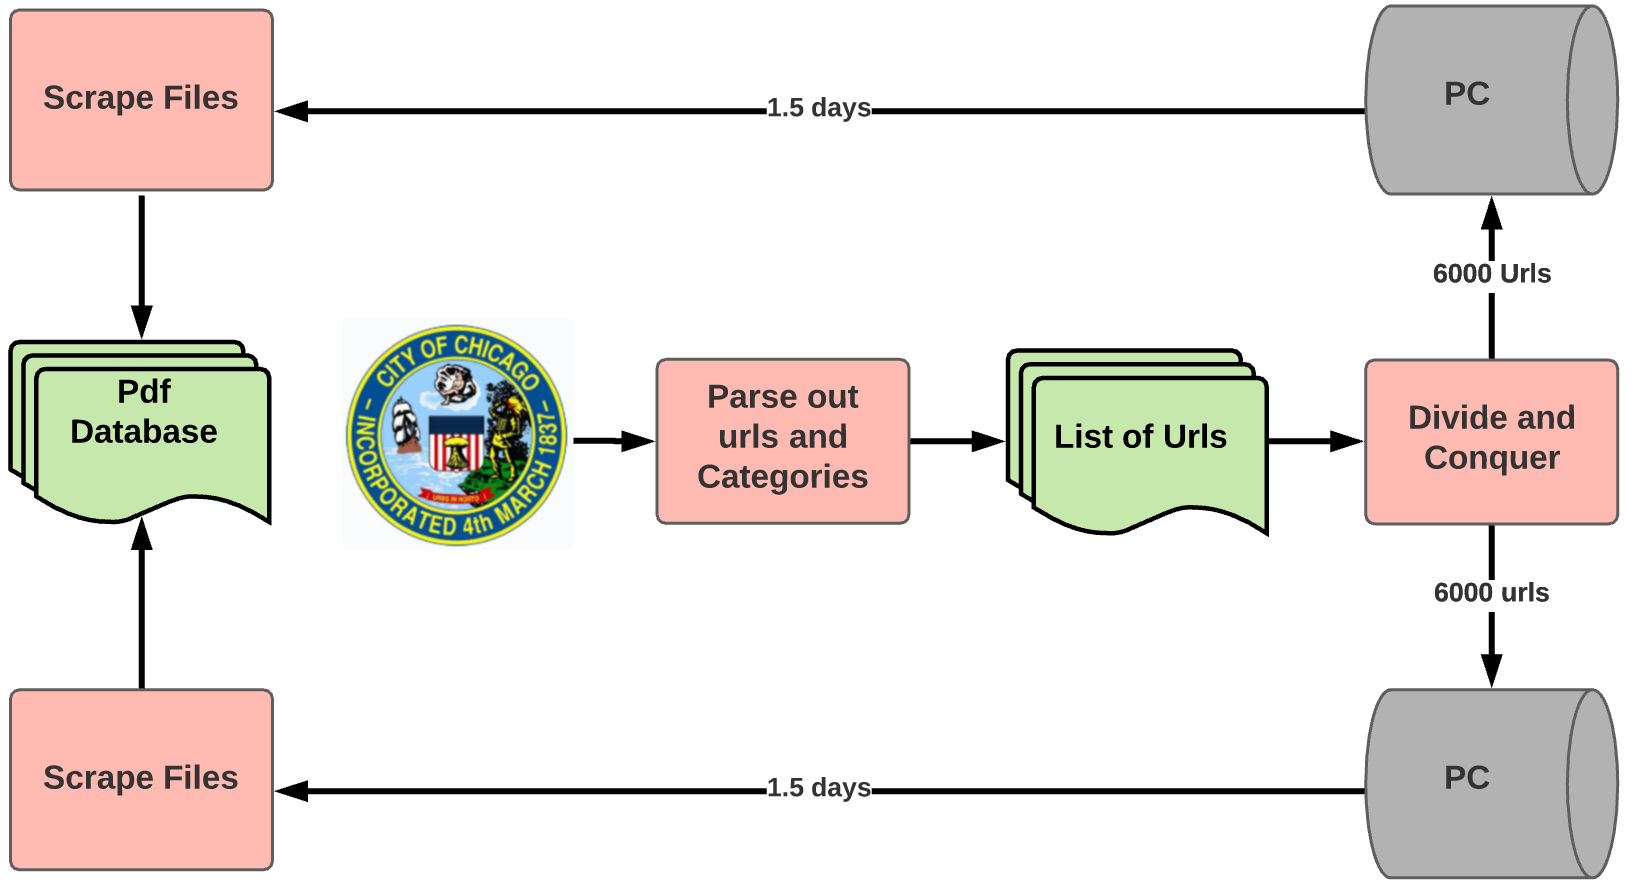 Scrape Files
1.5 days
PC
6000 Urls
Pdf
Database
CITY OF CHICAGO
INCORPORATED 4th MARCH 1837
URBS IN HORTO
Parse out
urls and
Categories
List of Urls
Divide and
Conquer
6000 urls
Scrape Files
1.5 days
PC